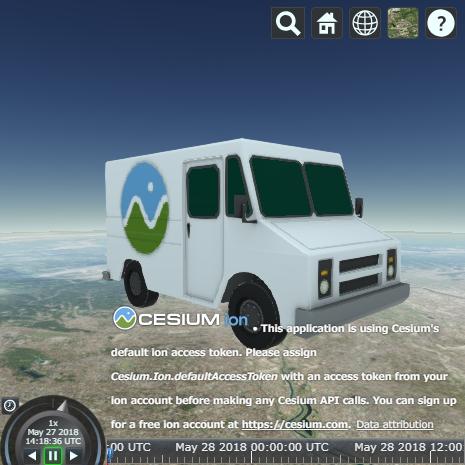 ?
CESIUM ion • This application is using Cesium's
default ion access token. Please assign
Cesium.Ion.defaultAccessToken with an access token from your
ion account before making any Cesium API calls. You can sign up
for a free ion account at https://cesium.com. Data attribution
1x
May 27 2018
14:18:36 UTC
:00 UTC May 28 2018 00:00:00 UTC May 28 2018 12:00